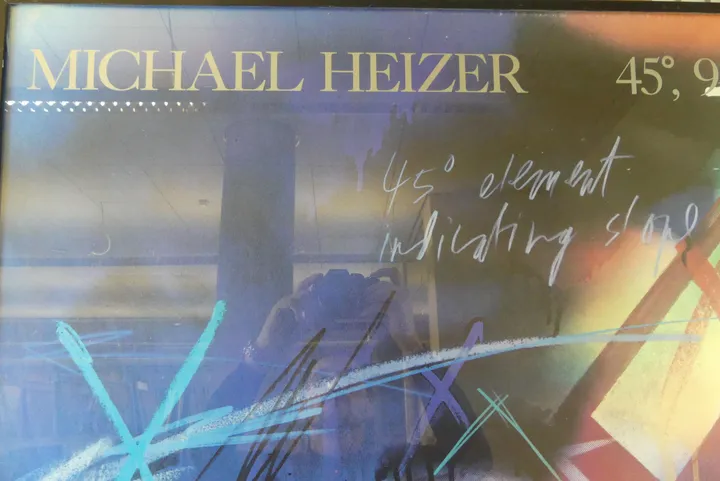 MICHAEL HEIZER 45°, 9
45° element
indicating slope